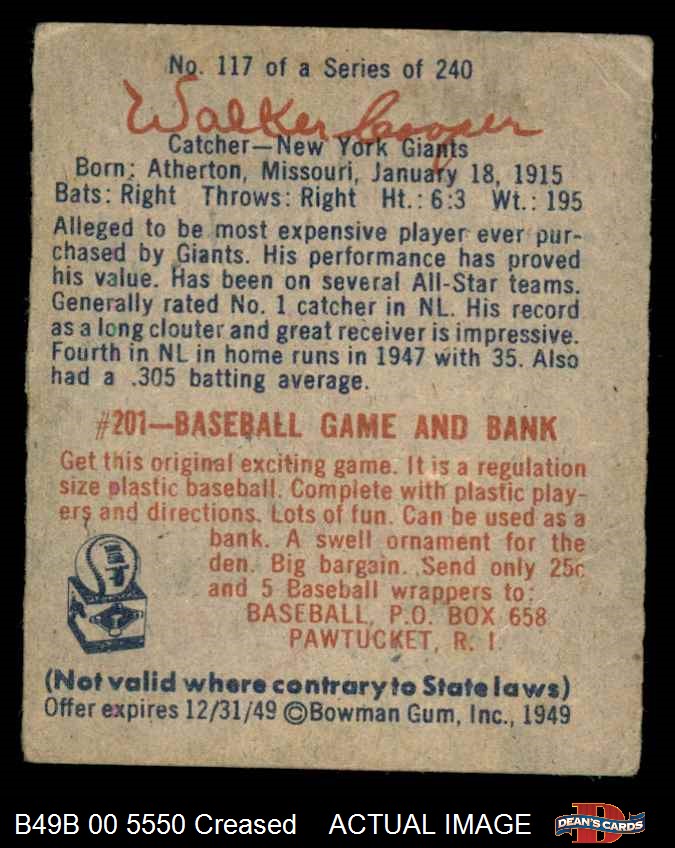 No. 117 of a Series of 240
Walker Cooper
Catcher—New York Giants
Born: Atherton, Missouri, January 18, 1915
Bats: Right Throws: Right Ht.: 6:3 Wt.: 195
Alleged to be most expensive player ever pur-
chased by Giants. His performance has proved
his value. Has been on several All-Star teams.
Generally rated No. 1 catcher in NL. His record
as a long clouter and great receiver is impressive.
Fourth in NL in home runs in 1947 with 35. Also
had a .305 batting average.
#201—BASEBALL GAME AND BANK
Get this original exciting game. It is a regulation
size plastic baseball. Complete with plastic play-
ers and directions. Lots of fun. Can be used as a
bank. A swell ornament for the
den. Big bargain. Send only 25c
and 5 Baseball wrappers to:
BASEBALL, P.O. BOX 658
PAWTUCKET, R. I.
(Not valid where contrary to State laws)
Offer expires 12/31/49 ©Bowman Gum, Inc., 1949
B49B 00 5550 Creased ACTUAL IMAGE
DEAN'S CARDS